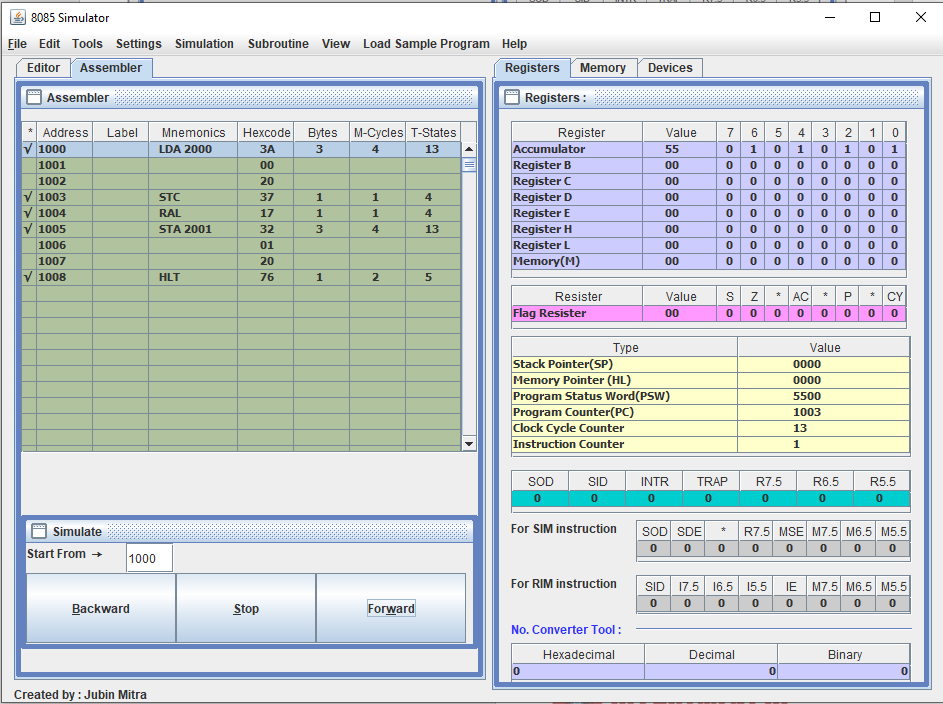 8085 Simulator
File Edit Tools Settings Simulation Subroutine View Load Sample Program Help
Editor Assembler
Assembler
* Address Label Mnemonics Hexcode Bytes M-Cycles T-States
√ 1000 LDA 2000 3A 3 4 13
1001 00
1002 20
√ 1003 STC 37 1 1 4
√ 1004 RAL 17 1 1 4
√ 1005 STA 2001 32 3 4 13
1006 01
1007 20
√ 1008 HLT 76 1 2 5
Simulate
Start From → 1000
Backward Stop Forward
Created by : Jubin Mitra
Registers Memory Devices
Registers :
Register Value 7 6 5 4 3 2 1 0
Accumulator 55 0 1 0 1 0 1 0 1
Register B 00 0 0 0 0 0 0 0 0
Register C 00 0 0 0 0 0 0 0 0
Register D 00 0 0 0 0 0 0 0 0
Register E 00 0 0 0 0 0 0 0 0
Register H 00 0 0 0 0 0 0 0 0
Register L 00 0 0 0 0 0 0 0 0
Memory(M) 00 0 0 0 0 0 0 0 0
Resister Value S Z * AC * P * CY
Flag Resister 00 0 0 0 0 0 0 0 0
Type Value
Stack Pointer(SP) 0000
Memory Pointer (HL) 0000
Program Status Word(PSW) 5500
Program Counter(PC) 1003
Clock Cycle Counter 13
Instruction Counter 1
SOD SID INTR TRAP R7.5 R6.5 R5.5
0 0 0 0 0 0 0
For SIM instruction SOD SDE * R7.5 MSE M7.5 M6.5 M5.5
0 0 0 0 0 0 0 0
For RIM instruction SID I7.5 I6.5 I5.5 IE M7.5 M6.5 M5.5
0 0 0 0 0 0 0 0
No. Converter Tool :
Hexadecimal Decimal Binary
0 0 0